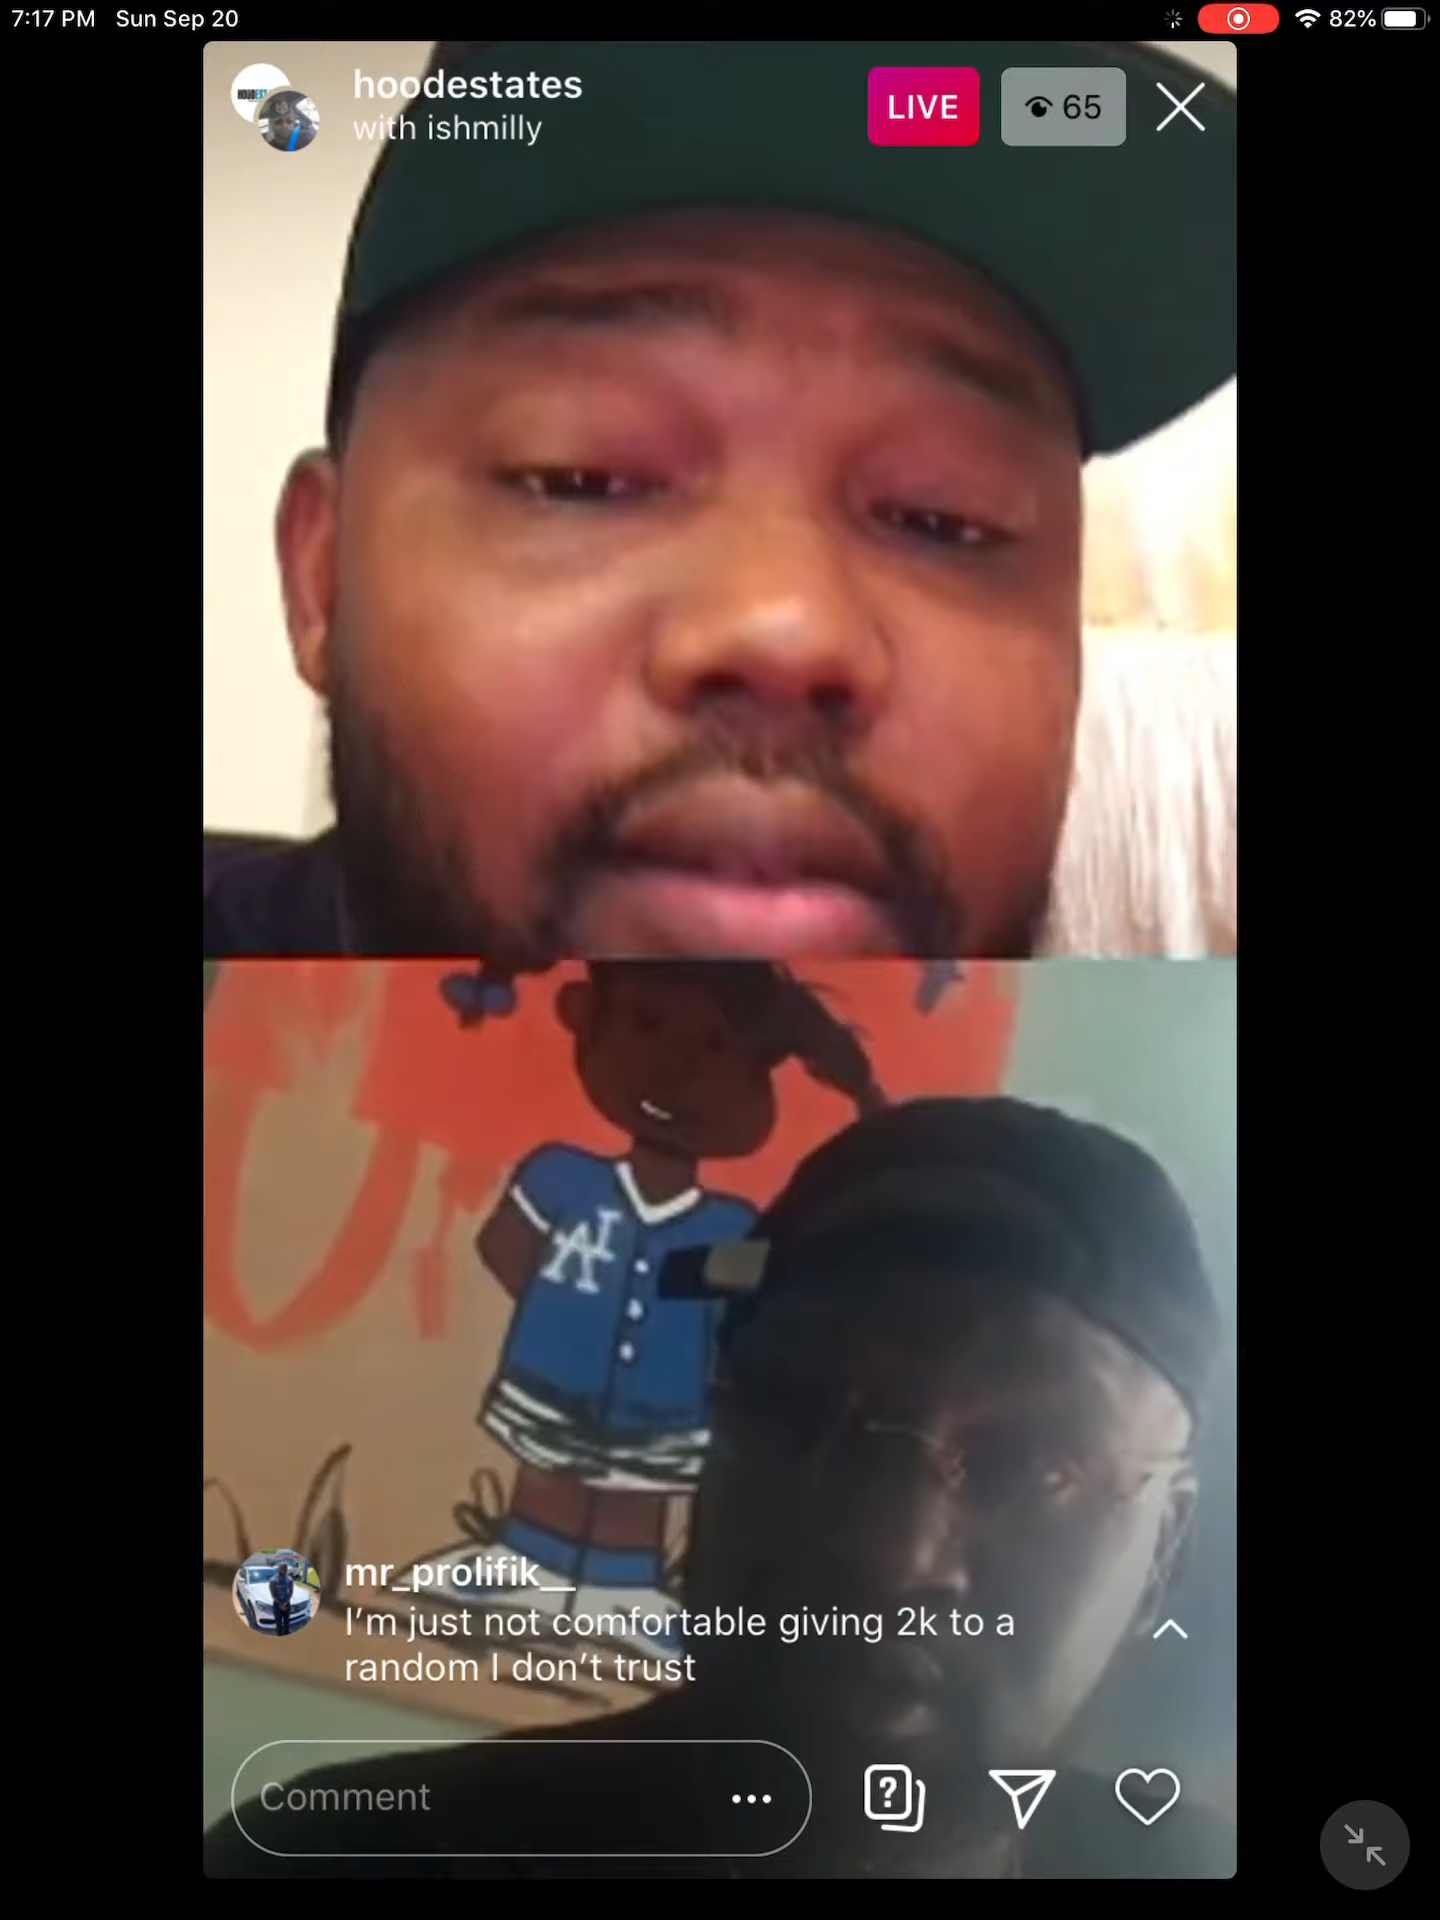 7:17 PM Sun Sep 20
82%
hoodestates
with ishmilly
LIVE
65
mr_prolifik__
I’m just not comfortable giving 2k to a
random I don’t trust
Comment